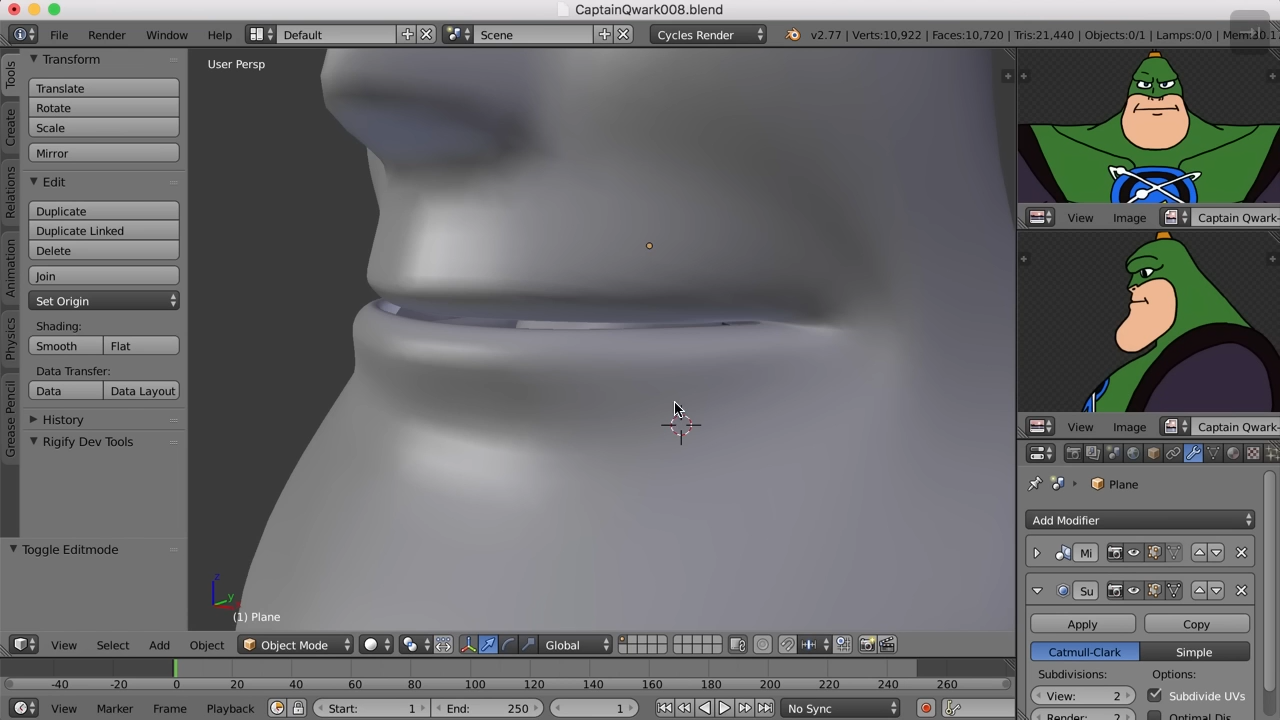 CaptainQwark008.blend
File Render Window Help Default Scene Cycles Render v2.77 | Verts:10,922 | Faces:10,720 | Tris:21,440 | Objects:0/1 | Lamps:0/0 |
Tools
Create
Relations
Animation
Physics
Grease Pencil
Transform
Translate
Rotate
Scale
Mirror
Edit
Duplicate
Duplicate Linked
Delete
Join
Set Origin
Shading:
Smooth Flat
Data Transfer:
Data Data Layout
History
Rigify Dev Tools
Toggle Editmode
User Persp
z
y
(1) Plane
View Select Add Object Object Mode Global
-40 -20 0 20 40 60 80 100 120 140 160 180 200 220 240 260
View Marker Frame Playback Start: 1 End: 250 1 No Sync
View Image Captain Qwark-
View Image Captain Qwark-
Plane
Add Modifier
Mi
Su
Apply Copy
Catmull-Clark Simple
Subdivisions: Options:
View: 2 Subdivide UVs
Render: 2 Optimal Dis